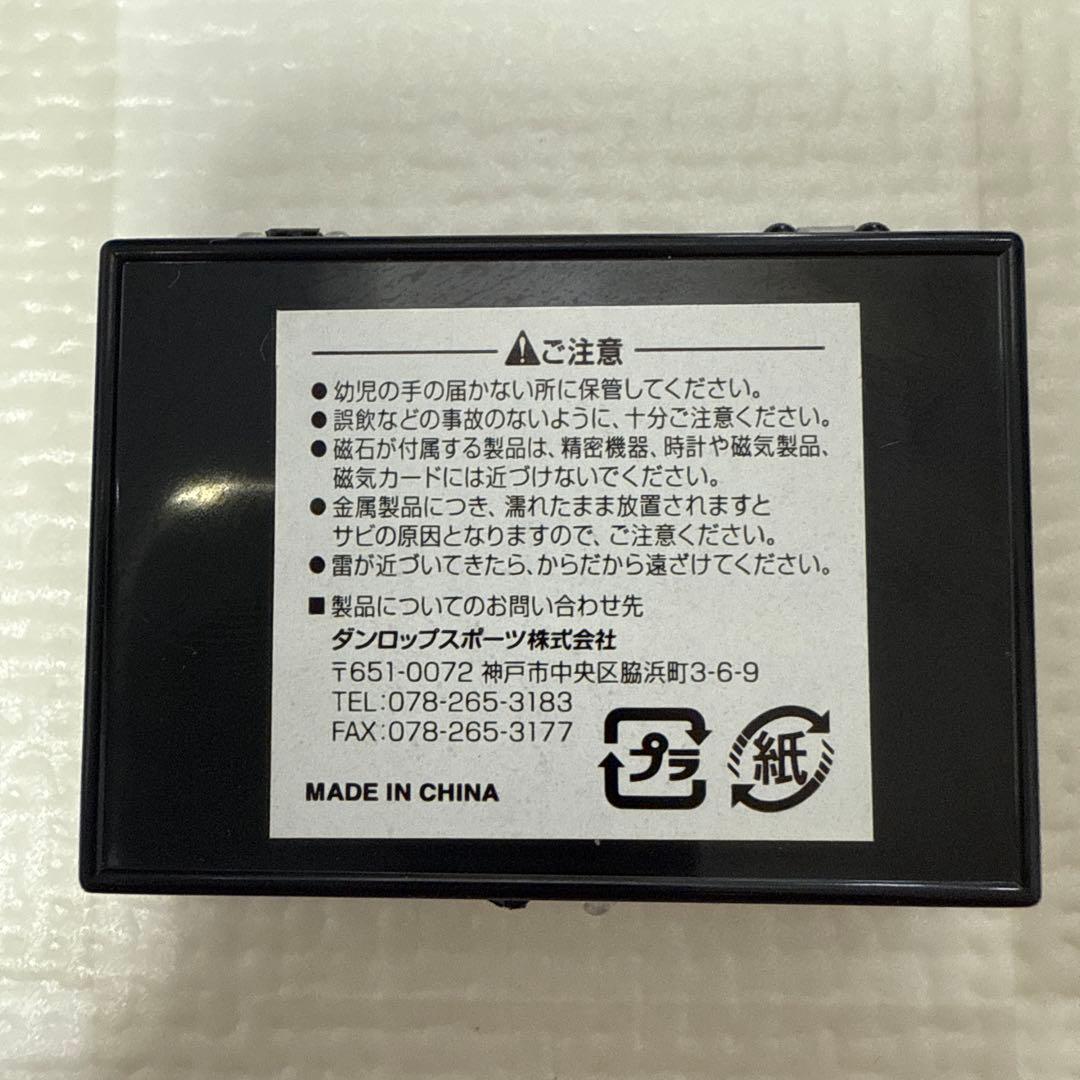 ご注意
●幼児の手の届かない所に保管してください。
●誤飲などの事故のないように、十分ご注意ください。
●磁石が付属する製品は、精密機器、時計や磁気製品、
磁気カードには近づけないでください。
●金属製品につき、濡れたまま放置されますと
サビの原因となりますので、ご注意ください。
●雷が近づいてきたら、からだから遠ざけてください。
■製品についてのお問い合わせ先
ダンロップスポーツ株式会社
〒651-0072 神戸市中央区脇浜町3-6-9
TEL:078-265-3183
FAX:078-265-3177
プラ
紙
MADE IN CHINA